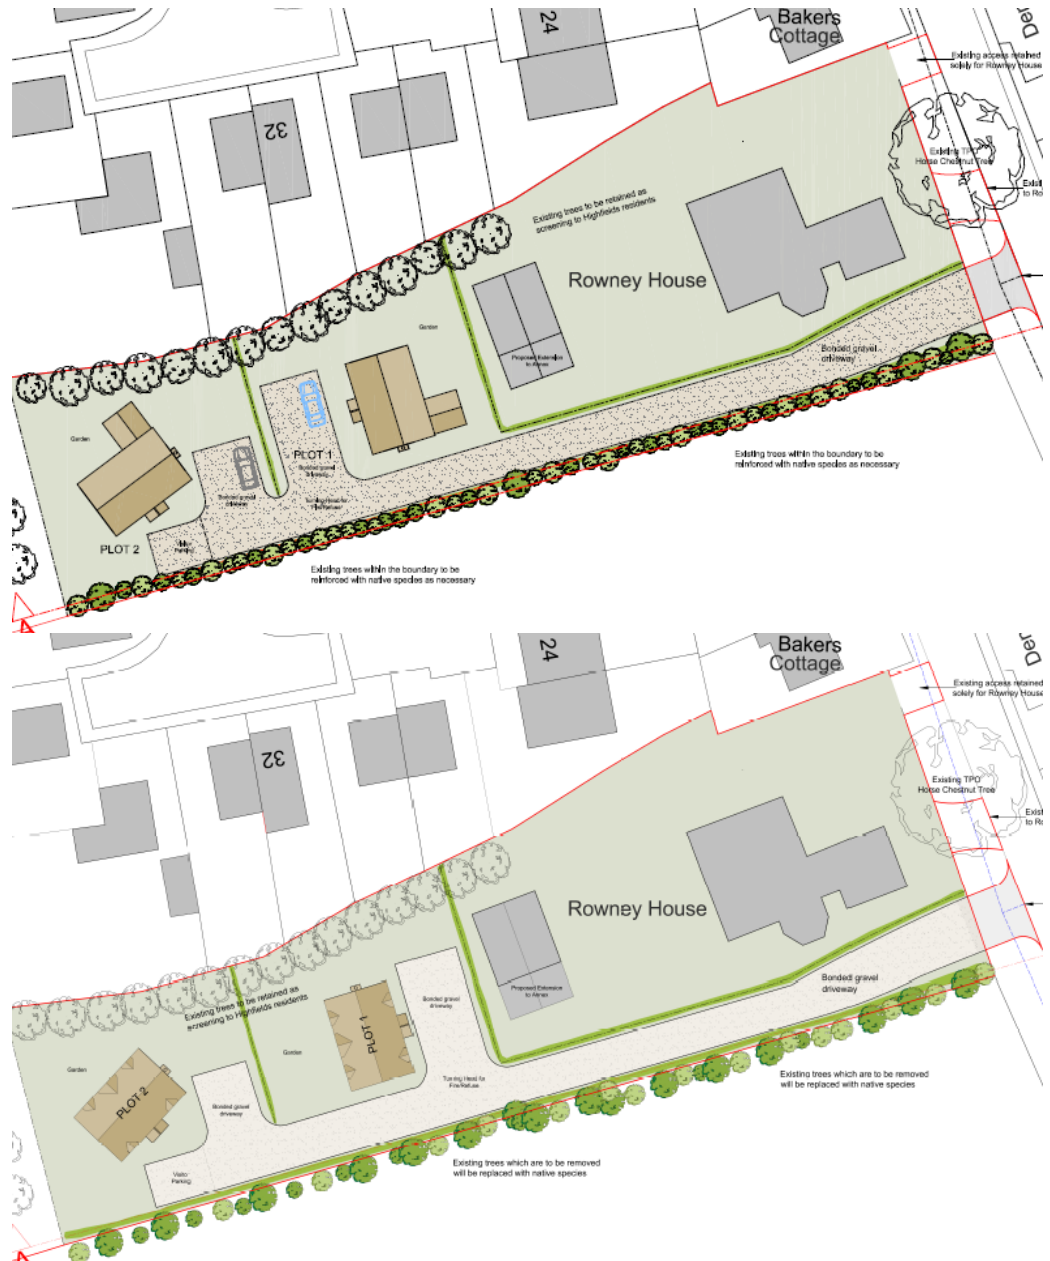 Bakers
Cottage
24
Existing access retained
solely for Rowney House
32
Existing TPO
Horse Chestnut Tree
Existing trees to be retained as
screening to Highfields residents
Rowney House
Garden
Proposed Extension
to Annex
Bonded gravel
driveway
Garden
PLOT 1
Bonded gravel
driveway
Bonded gravel
driveway
Turning Head for
Fire/Refuse
PLOT 2
Visitor
Parking
Existing trees within the boundary to be
reinforced with native species as necessary
Existing trees within the boundary to be
reinforced with native species as necessary
Bakers
Cottage
24
Existing access retained
solely for Rowney House
32
Existing TPO
Horse Chestnut Tree
Rowney House
Existing trees to be retained as
screening to Highfields residents
Proposed Extension
to Annex
Bonded gravel
driveway
Bonded gravel
driveway
PLOT 1
Garden
Garden
Turning Head for
Fire/Refuse
PLOT 2
Bonded gravel
driveway
Visitor
Parking
Existing trees which are to be removed
will be replaced with native species
Existing trees which are to be removed
will be replaced with native species